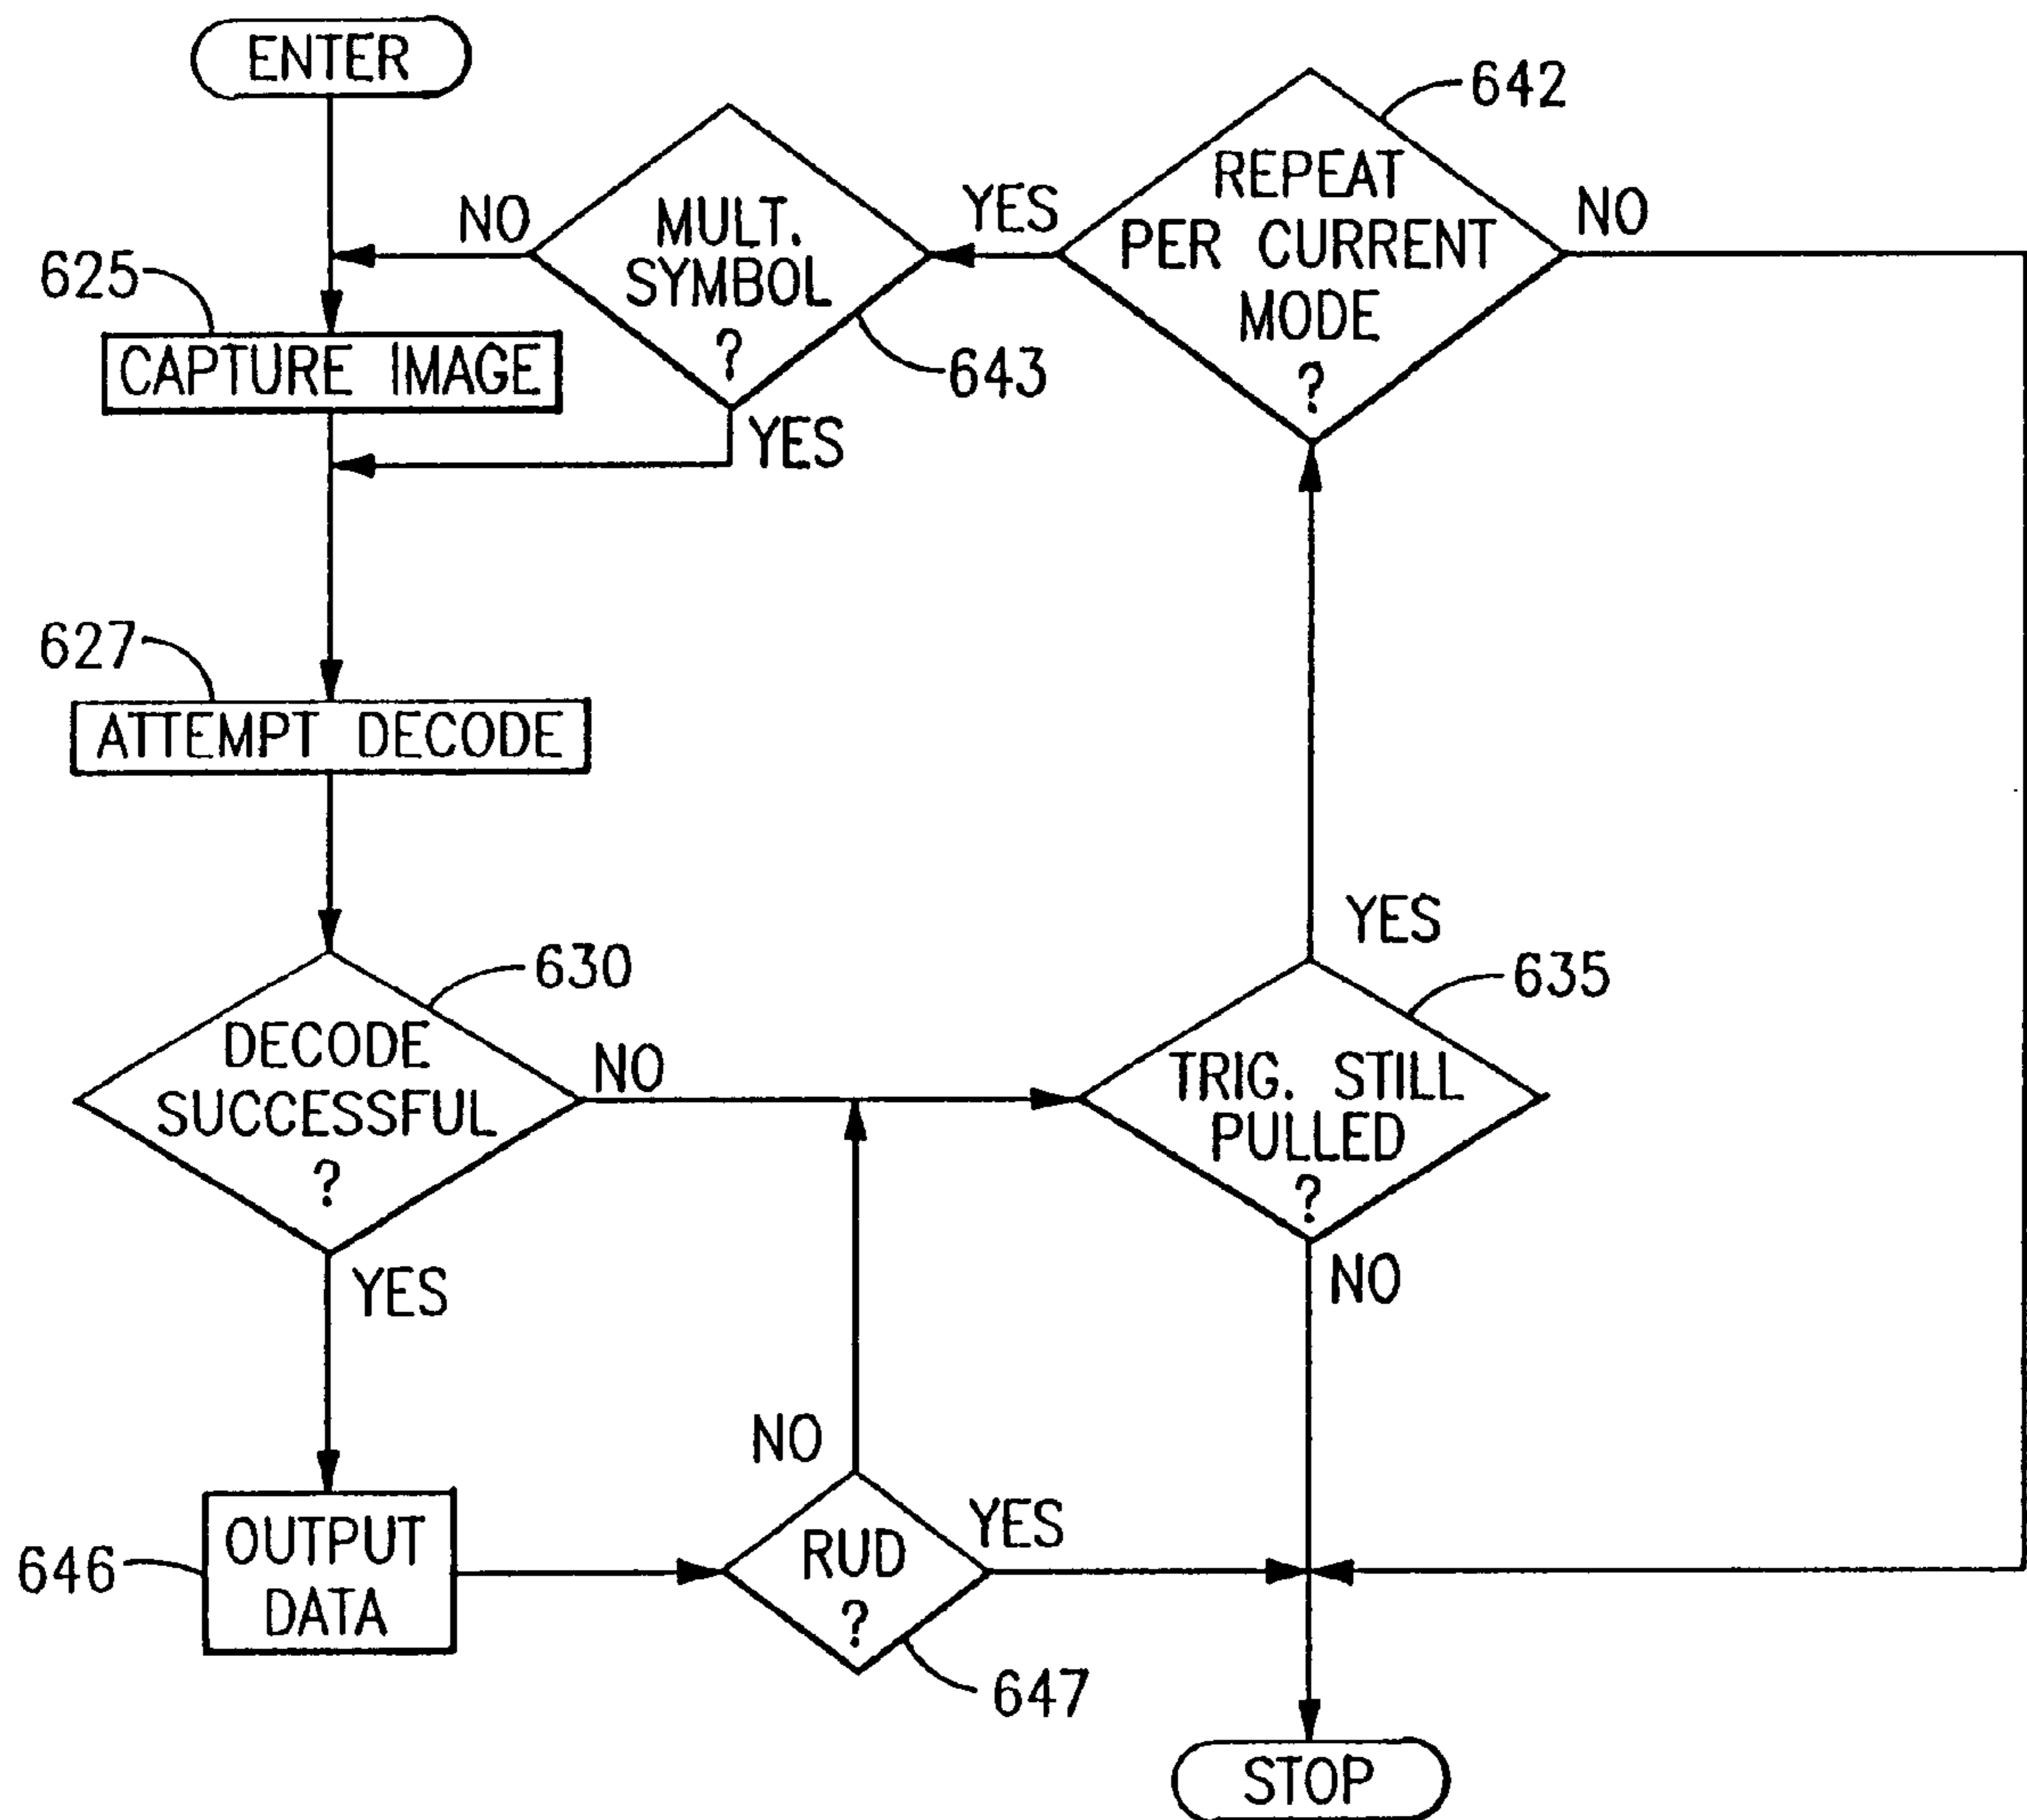 ENTER
642
REPEAT
PER CURRENT
MODE
?
YES
NO
MULT.
SYMBOL
?
NO
643
YES
625
CAPTURE IMAGE
627
ATTEMPT DECODE
630
DECODE
SUCCESSFUL
?
NO
YES
635
TRIG. STILL
PULLED
?
YES
NO
646
OUTPUT
DATA
NO
RUD
?
YES
647
STOP